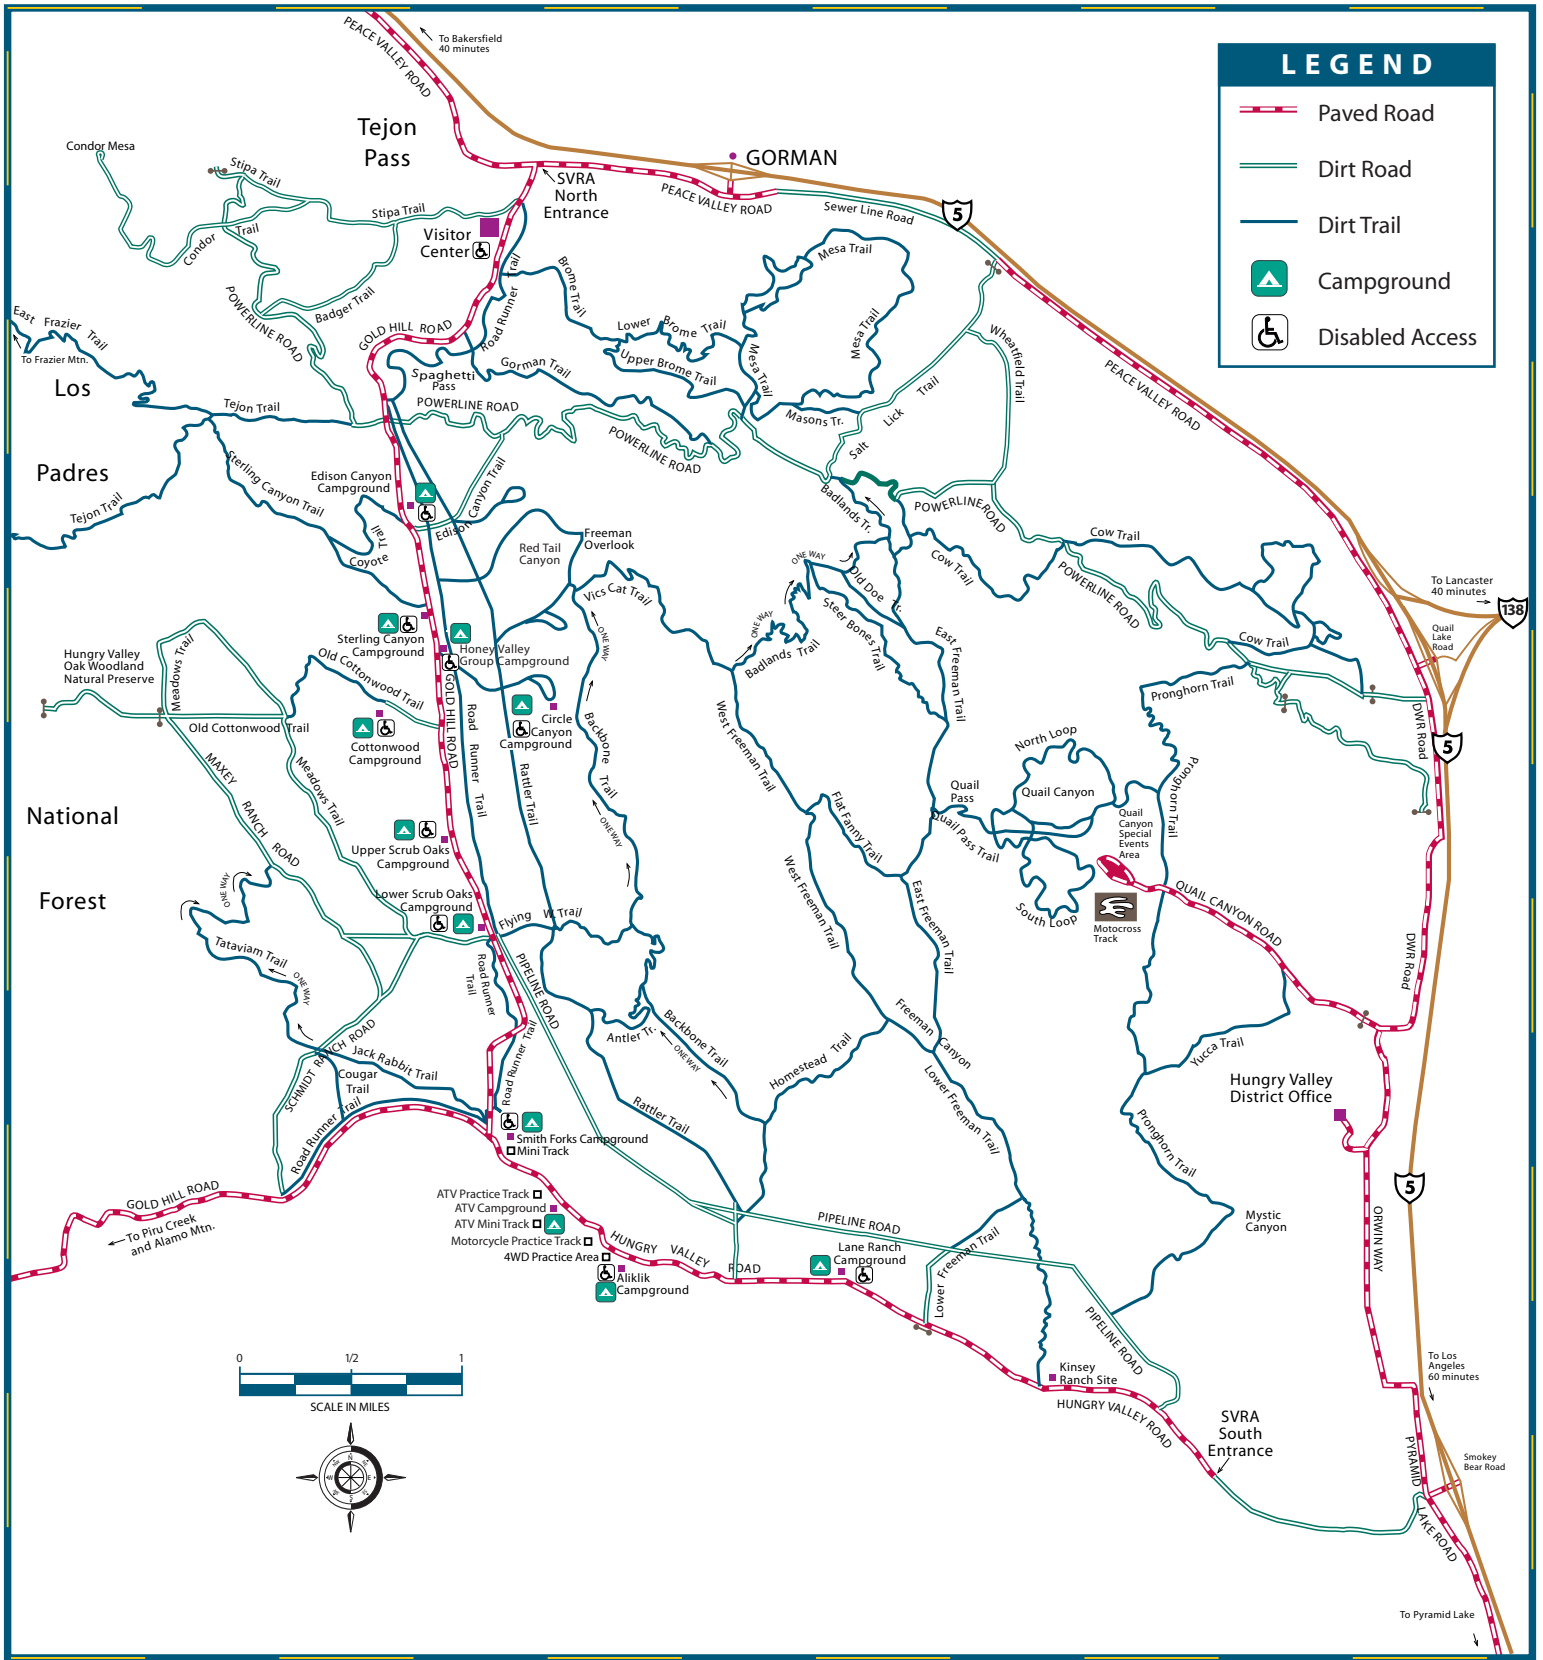 LEGEND
Paved Road
Dirt Road
Dirt Trail
Campground
Disabled Access
PEACE VALLEY ROAD
To Bakersfield
40 minutes
Tejon
Pass
GORMAN
SVRA
North
Entrance
PEACE VALLEY ROAD
Sewer Line Road
5
Condor Mesa
Stipa Trail
Stipa Trail
Condor Trail
Visitor
Center
POWERLINE ROAD
Badger Trail
GOLD HILL ROAD
Road Runner Trail
Brome Trail
Lower Brome Trail
Upper Brome Trail
Mesa Trail
Mesa Trail
Mesa Trail
Wheatfield Trail
PEACE VALLEY ROAD
East Frazier Trail
To Frazier Mtn.
Los
Padres
National
Forest
Spaghetti
Pass
Gorman Trail
Tejon Trail
POWERLINE ROAD
POWERLINE ROAD
Masons Tr.
Salt Lick Trail
Tejon Trail
Sterling Canyon Trail
Edison Canyon
Campground
Edison Canyon Trail
Coyote Trail
Badlands Tr.
POWERLINE ROAD
Red Tail
Canyon
Freeman
Overlook
Vics Cat Trail
ONE WAY
Old Doe Tr.
Cow Trail
Cow Trail
POWERLINE ROAD
To Lancaster
40 minutes
138
Quail
Lake
Road
Cow Trail
Hungry Valley
Oak Woodland
Natural Preserve
Meadows Trail
Old Cottonwood Trail
Sterling Canyon
Campground
Honey Valley
Group Campground
GOLD HILL ROAD
Old Cottonwood Trail
Cottonwood
Campground
Road Runner Trail
Circle
Canyon
Campground
Rattler Trail
ONE WAY
Backbone Trail
ONE WAY
ONE WAY
Badlands Trail
Steer Bones Trail
East Freeman Trail
West Freeman Trail
Pronghorn Trail
DWR Road
5
MAXEY RANCH ROAD
Meadows Trail
North Loop
Quail Canyon
Quail
Pass
Quail Pass Trail
Pronghorn Trail
Quail
Canyon
Special
Events
Area
Flat Fanny Trail
Upper Scrub Oaks
Campground
Lower Scrub Oaks
Campground
Flying W. Trail
West Freeman Trail
East Freeman Trail
South Loop
Motocross
Track
QUAIL CANYON ROAD
DWR Road
ONE WAY
Tataviam Trail
ONE WAY
Road Runner
Trail
PIPELINE ROAD
Antler Tr.
Backbone Trail
ONE WAY
Freeman Canyon
Homestead Trail
Yucca Trail
Hungry Valley
District Office
SCHMIDT RANCH ROAD
Jack Rabbit Trail
Cougar
Trail
Road Runner Trail
Road Runner Trail
Rattler Trail
Lower Freeman Trail
Pronghorn Trail
Smith Forks Campground
Mini Track
GOLD HILL ROAD
To Piru Creek
and Alamo Mtn.
ATV Practice Track
ATV Campground
ATV Mini Track
Motorcycle Practice Track
4WD Practice Area
Aliklik
Campground
HUNGRY VALLEY ROAD
PIPELINE ROAD
Lane Ranch
Campground
Lower Freeman Trail
Mystic
Canyon
ORWIN WAY
5
PIPELINE ROAD
Kinsey
Ranch Site
HUNGRY VALLEY ROAD
SVRA
South
Entrance
To Los
Angeles
60 minutes
Smokey
Bear Road
PYRAMID LAKE ROAD
To Pyramid Lake
0 1/2 1
SCALE IN MILES
N
E
S
W